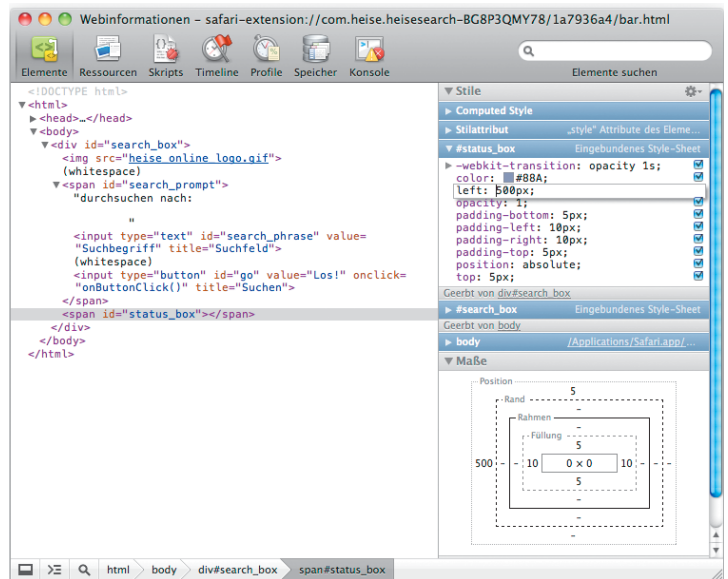 Webinformationen – safari-extension://com.heise.heisesearch-BG8P3QMY78/1a7936a4/bar.html
Elemente Ressourcen Skripts Timeline Profile Speicher Konsole Elemente suchen
<!DOCTYPE html>
▼<html>
▶<head>…</head>
▼<body>
▼<div id="search_box">
<img src="heise_online_logo.gif">
(whitespace)
▼<span id="search_prompt">
"durchsuchen nach:
"
<input type="text" id="search_phrase" value=
"Suchbegriff" title="Suchfeld">
(whitespace)
<input type="button" id="go" value="Los!" onclick=
"onButtonClick()" title="Suchen">
</span>
<span id="status_box"></span>
</div>
</body>
</html>
▼ Stile
▶ Computed Style
▶ Stilattribut „style" Attribute des Eleme...
▼ #status_box Eingebundenes Style-Sheet
▶ -webkit-transition: opacity 1s;
color: #88A;
left: 500px;
opacity: 1;
padding-bottom: 5px;
padding-left: 10px;
padding-right: 10px;
padding-top: 5px;
position: absolute;
top: 5px;
Geerbt von div#search_box
▶ #search_box Eingebundenes Style-Sheet
Geerbt von body
▶ body /Applications/Safari.app/...
▼ Maße
Position
5
Rand
–
Rahmen
–
Füllung
5
500 – – 10 0 × 0 10 – – –
5
–
–
–
html body div#search_box span#status_box